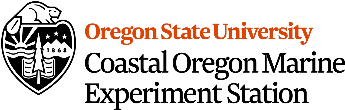 Oregon State University
Coastal Oregon Marine
Experiment Station
1868